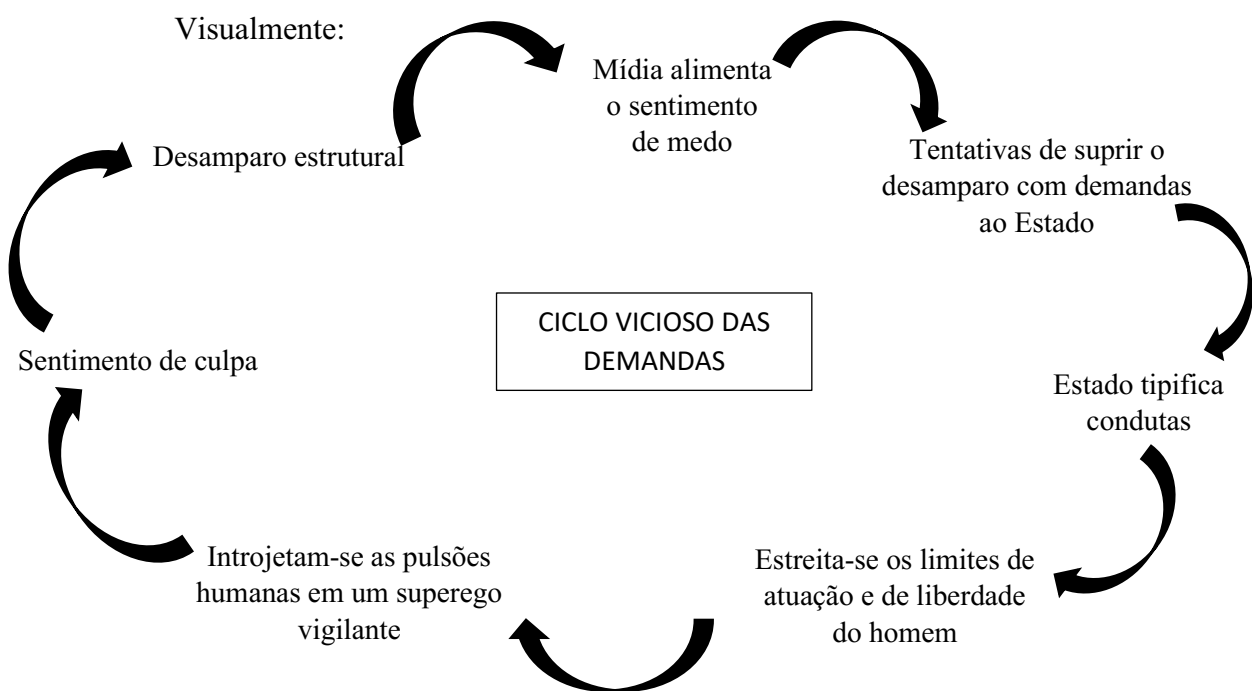 Visualmente:
Mídia alimenta
o sentimento
de medo
Tentativas de suprir o
desamparo com demandas
ao Estado
Estado tipifica
condutas
Estreita-se os limites de
atuação e de liberdade
do homem
Introjetam-se as pulsões
humanas em um superego
vigilante
Sentimento de culpa
Desamparo estrutural
CICLO VICIOSO DAS
DEMANDAS